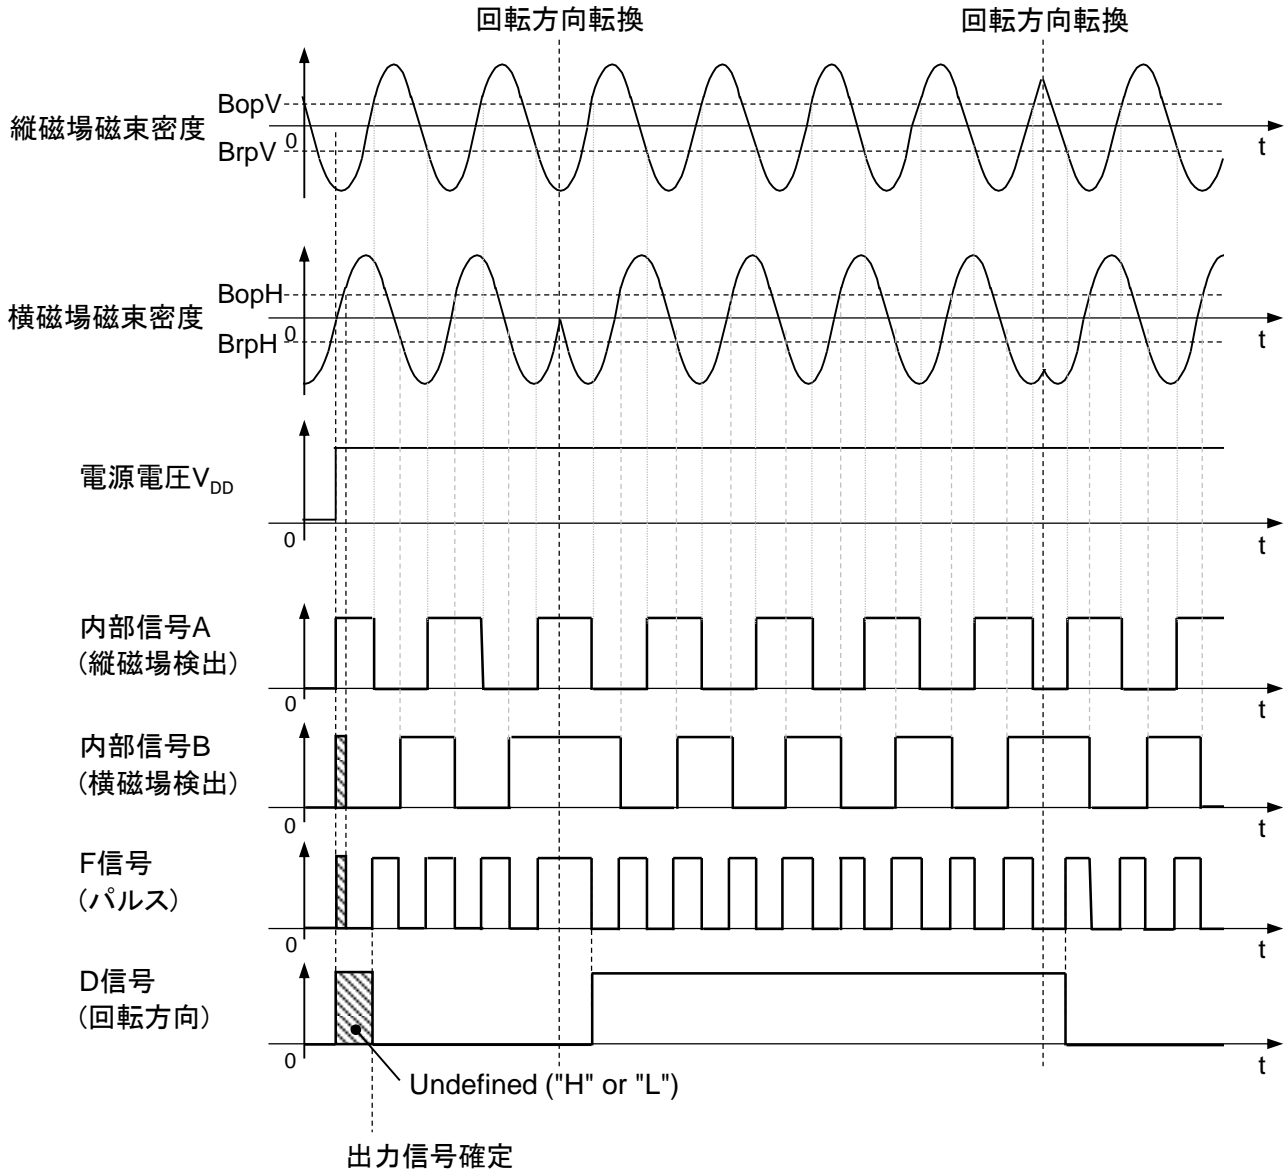 回転方向転換 回転方向転換
BopV
縦磁場磁束密度
0
BrpV
t
BopH
横磁場磁束密度
0
BrpH
t
電源電圧VDD
0
t
内部信号A
(縦磁場検出)
0
t
内部信号B
(横磁場検出)
0
t
F信号
(パルス)
0
t
D信号
(回転方向)
0
t
Undefined ("H" or "L")
出力信号確定